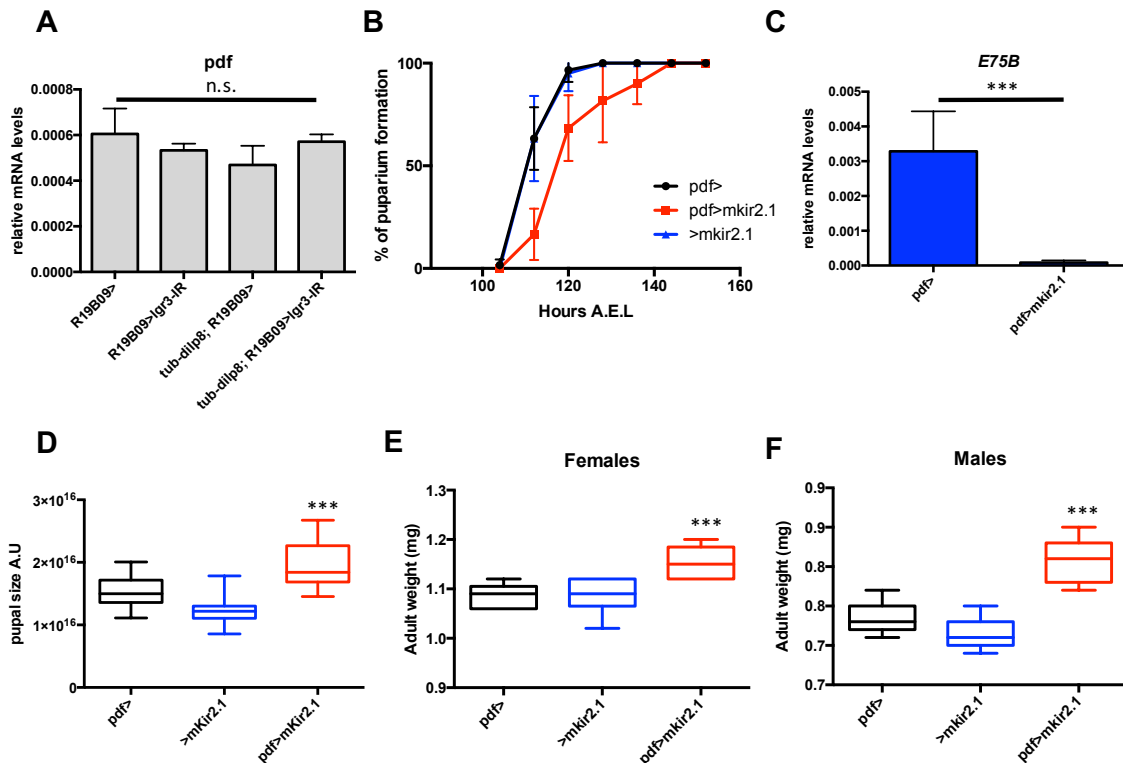 A
pdf
n.s.
relative mRNA levels
0.0008
0.0006
0.0004
0.0002
0.0000
R19B09>
R19B09>lgr3-IR
tub-dilp8; R19B09>
tub-dilp8; R19B09>lgr3-IR
B
% of puparium formation
100
50
0
100
120
140
160
Hours A.E.L
pdf>
pdf>mkir2.1
>mkir2.1
C
E75B
***
relative mRNA levels
0.005
0.004
0.003
0.002
0.001
0.000
pdf>
pdf>mkir2.1
D
pupal size A.U
3×10¹⁶
2×10¹⁶
1×10¹⁶
0
***
pdf>
>mKir2.1
pdf>mKir2.1
E
Females
Adult weight (mg)
1.3
1.2
1.1
1.0
0.9
***
pdf>
>mkir2.1
pdf>mkir2.1
F
Males
Adult weight (mg)
0.9
0.9
0.8
0.8
0.7
0.7
***
pdf>
>mkir2.1
pdf>mkir2.1